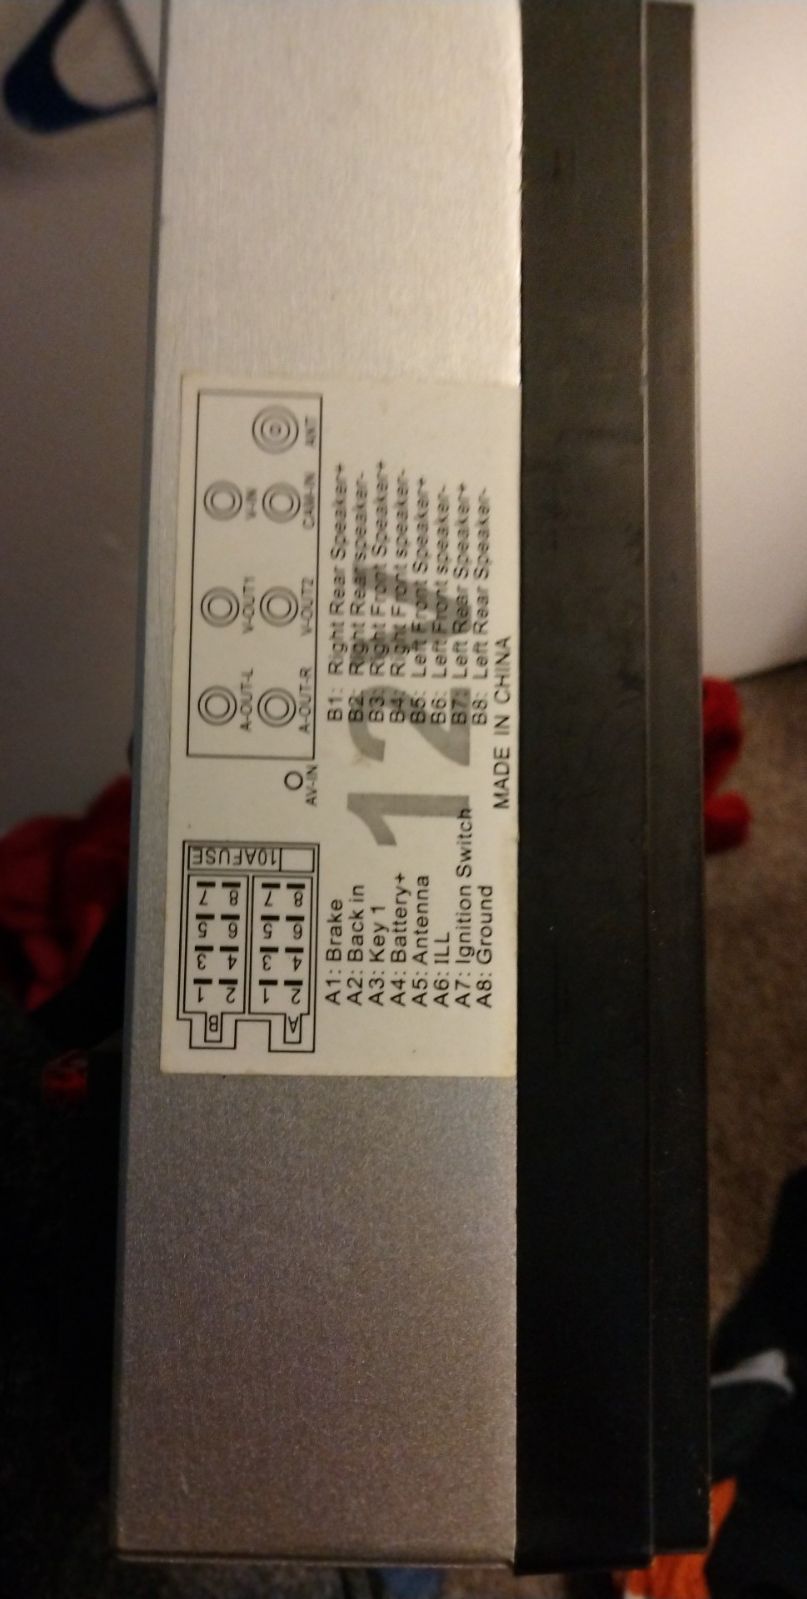 B
1 3 5 7
2 4 6 8
A
1 3 5 7
2 4 6 8
10AFUSE
AV-IN
A-OUT-L V-OUT1 V-IN
A-OUT-R V-OUT2 CAM-IN ANT
A1: Brake
A2: Back in
A3: Key 1
A4: Battery+
A5: Antenna
A6: ILL
A7: Ignition Switch
A8: Ground
B1: Right Rear Speaker+
B2: Right Rear speaker-
B3: Right Front Speaker+
B4: Right Front speaker-
B5: Left Front Speaker+
B6: Left Front speaker-
B7: Left Rear Speaker+
B8: Left Rear Speaker-
MADE IN CHINA